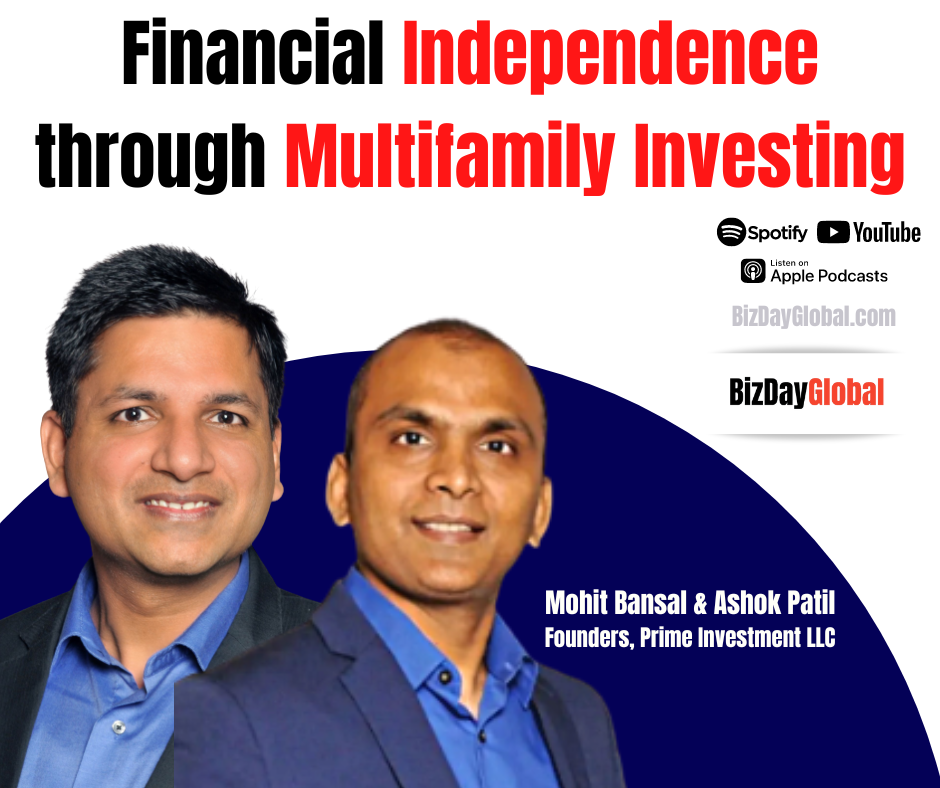 Financial Independence
through Multifamily Investing
Spotify YouTube
Listen on
Apple Podcasts
BizDayGlobal.com
BizDayGlobal
Mohit Bansal & Ashok Patil
Founders, Prime Investment LLC